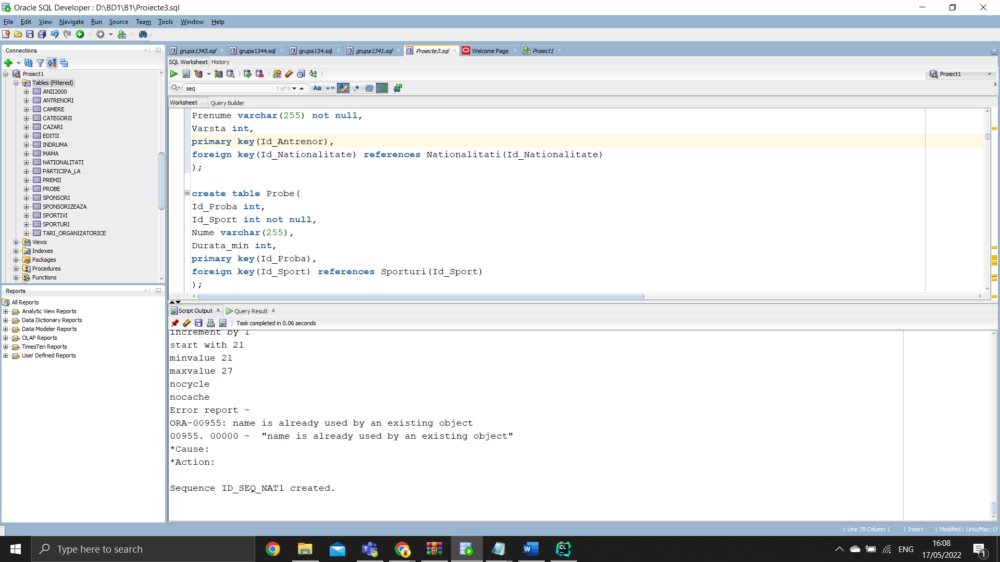 Oracle SQL Developer : D:\BD1\B1\Proiecte3.sql
File Edit View Navigate Run Source Team Tools Window Help
Connections
Proiect1
Tables (Filtered)
ANII2000
ANTRENORI
CAMERE
CATEGORII
CAZARI
EDITII
INDRUMA
MAMA
NATIONALITATI
PARTICIPA_LA
PREMII
PROBE
SPONSORI
SPONSORIZEAZA
SPORTIVI
SPORTURI
TARI_ORGANIZATORICE
Views
Indexes
Packages
Procedures
Functions
Reports
All Reports
Analytic View Reports
Data Dictionary Reports
Data Modeler Reports
OLAP Reports
TimesTen Reports
User Defined Reports
grupa1343.sql grupa1344.sql grupa134.sql grupa1341.sql Proiecte3.sql Welcome Page Proiect1
SQL Worksheet History
Proiect1
seq 1 of 9
Worksheet Query Builder
Prenume varchar(255) not null,
Varsta int,
primary key(Id_Antrenor),
foreign key(Id_Nationalitate) references Nationalitati(Id_Nationalitate)
);
create table Probe(
Id_Proba int,
Id_Sport int not null,
Nume varchar(255),
Durata_min int,
primary key(Id_Proba),
foreign key(Id_Sport) references Sporturi(Id_Sport)
);
Script Output Query Result
Task completed in 0.06 seconds
increment by 1
start with 21
minvalue 21
maxvalue 27
nocycle
nocache
Error report -
ORA-00955: name is already used by an existing object
00955. 00000 - "name is already used by an existing object"
*Cause:
*Action:
Sequence ID_SEQ_NAT1 created.
Line 78 Column 1 Insert Modified Unix/Mac: LF
Type here to search
ENG
16:08
17/05/2022
1